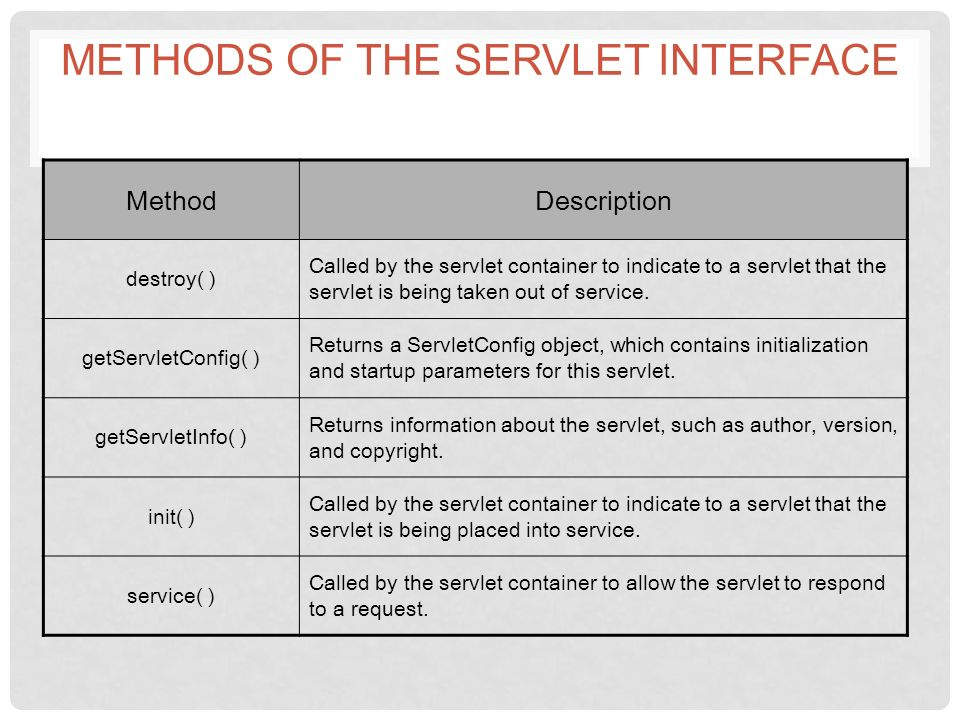 METHODS OF THE SERVLET INTERFACE
Method
Description
destroy( )
Called by the servlet container to indicate to a servlet that the
servlet is being taken out of service.
getServletConfig( )
Returns a ServletConfig object, which contains initialization
and startup parameters for this servlet.
getServletInfo( )
Returns information about the servlet, such as author, version,
and copyright.
init( )
Called by the servlet container to indicate to a servlet that the
servlet is being placed into service.
service( )
Called by the servlet container to allow the servlet to respond
to a request.